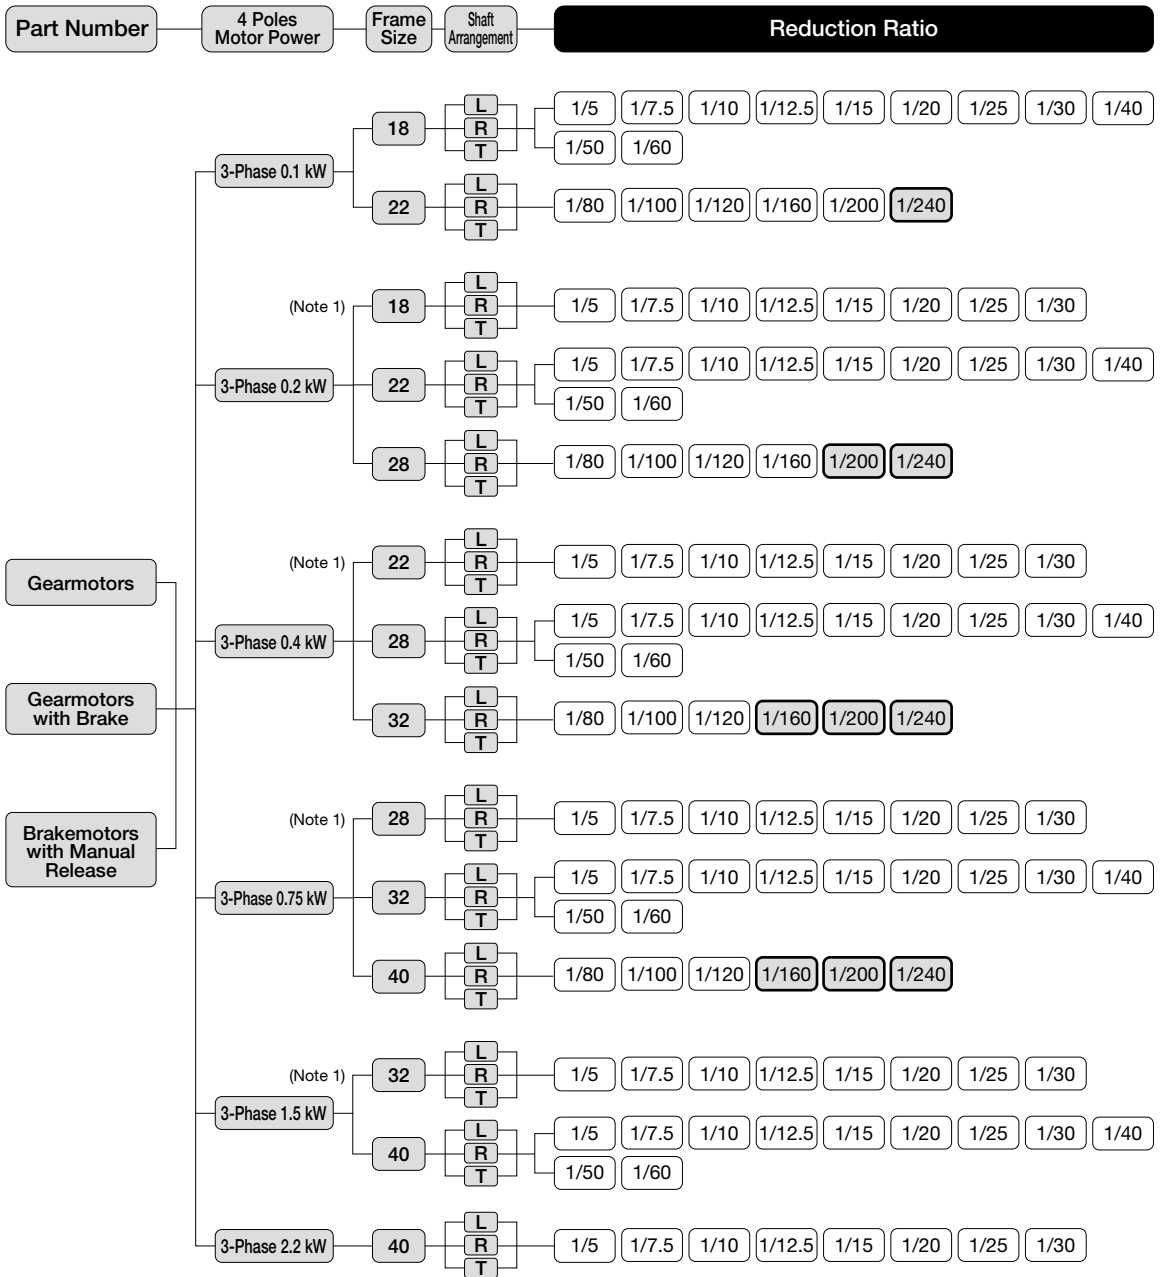 Part Number
4 Poles
Motor Power
Frame
Size
Shaft
Arrangement
Reduction Ratio
L
R
T
18
1/5 1/7.5 1/10 1/12.5 1/15 1/20 1/25 1/30 1/40
1/50 1/60
3-Phase 0.1 kW
L
R
T
22
1/80 1/100 1/120 1/160 1/200 1/240
L
R
T
(Note 1) 18
1/5 1/7.5 1/10 1/12.5 1/15 1/20 1/25 1/30
3-Phase 0.2 kW
L
R
T
22
1/5 1/7.5 1/10 1/12.5 1/15 1/20 1/25 1/30 1/40
1/50 1/60
L
R
T
28
1/80 1/100 1/120 1/160 1/200 1/240
Gearmotors
Gearmotors
with Brake
Brakemotors
with Manual
Release
L
R
T
(Note 1) 22
1/5 1/7.5 1/10 1/12.5 1/15 1/20 1/25 1/30
3-Phase 0.4 kW
L
R
T
28
1/5 1/7.5 1/10 1/12.5 1/15 1/20 1/25 1/30 1/40
1/50 1/60
L
R
T
32
1/80 1/100 1/120 1/160 1/200 1/240
L
R
T
(Note 1) 28
1/5 1/7.5 1/10 1/12.5 1/15 1/20 1/25 1/30
3-Phase 0.75 kW
L
R
T
32
1/5 1/7.5 1/10 1/12.5 1/15 1/20 1/25 1/30 1/40
1/50 1/60
L
R
T
40
1/80 1/100 1/120 1/160 1/200 1/240
L
R
T
(Note 1) 32
1/5 1/7.5 1/10 1/12.5 1/15 1/20 1/25 1/30
3-Phase 1.5 kW
L
R
T
40
1/5 1/7.5 1/10 1/12.5 1/15 1/20 1/25 1/30 1/40
1/50 1/60
3-Phase 2.2 kW
L
R
T
40
1/5 1/7.5 1/10 1/12.5 1/15 1/20 1/25 1/30